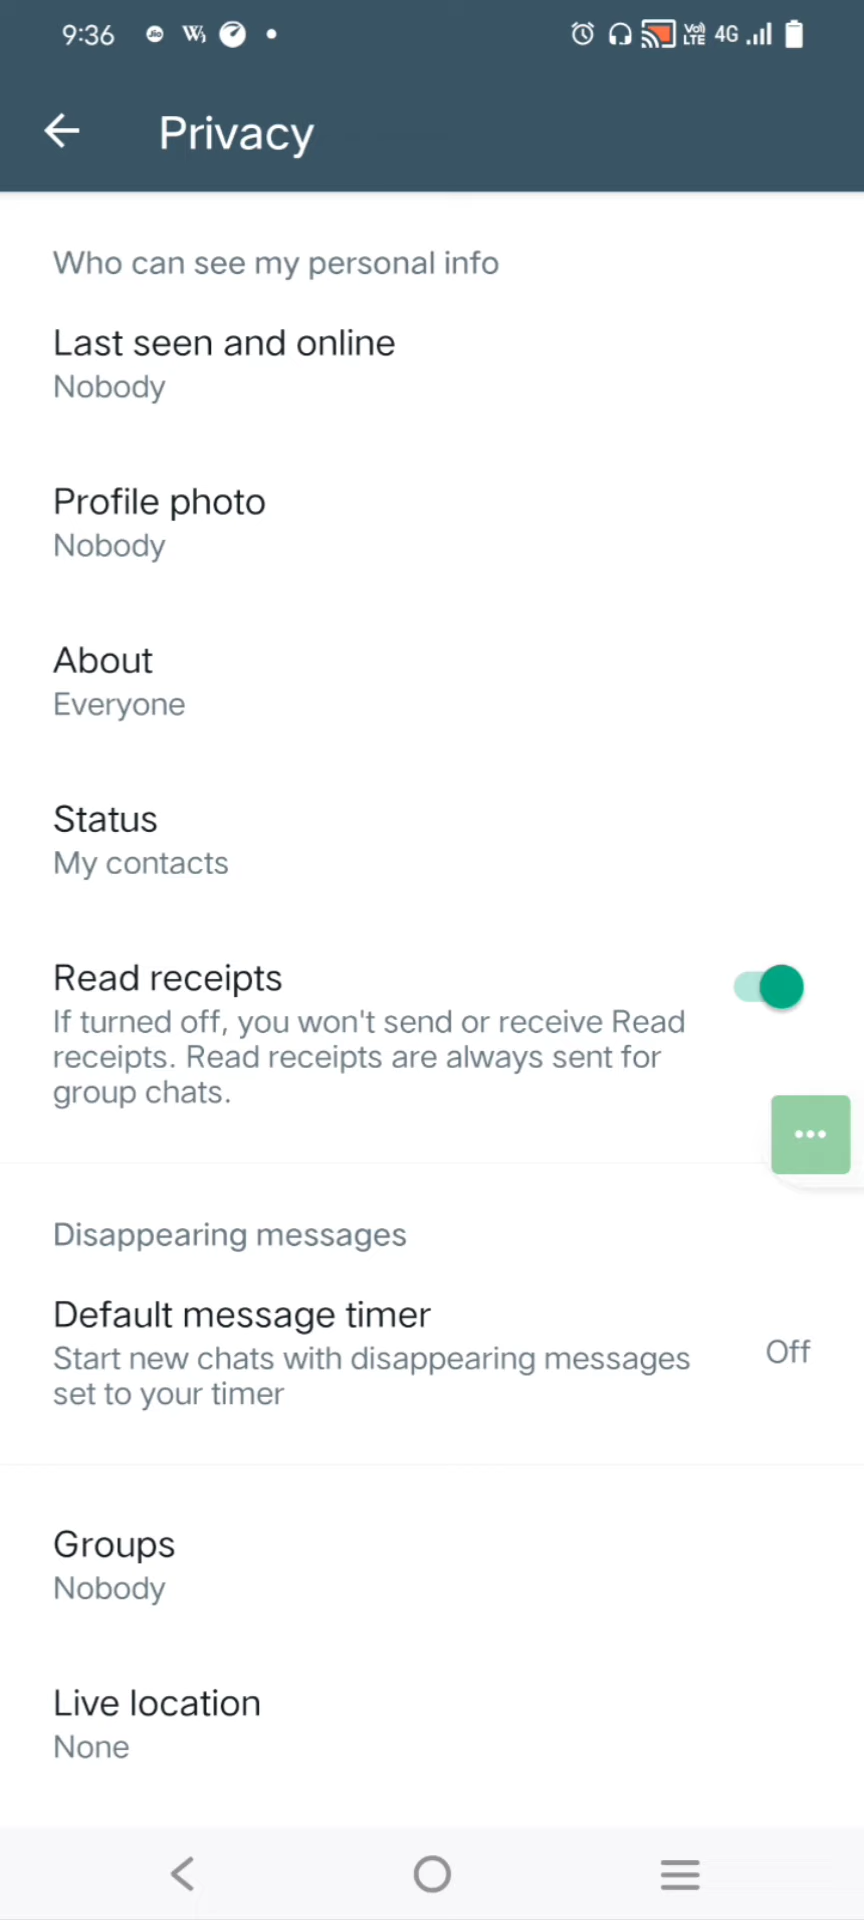 9:36 Jio W 4G
Privacy
Who can see my personal info
Last seen and online
Nobody
Profile photo
Nobody
About
Everyone
Status
My contacts
Read receipts
If turned off, you won't send or receive Read
receipts. Read receipts are always sent for
group chats.
Disappearing messages
Default message timer
Start new chats with disappearing messages
set to your timer
Off
Groups
Nobody
Live location
None